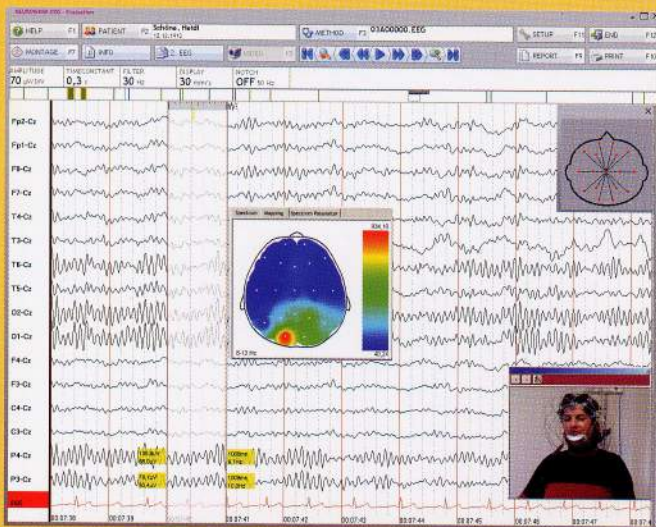 HELP F1 PATIENT F2 Schöne, Heidi METHOD F3 03A00000.EEG SETUP F11 END F12
MONTAGE F7 INFO 2. EEG VIDEO REPORT F9 PRINT F10
AMPLITUDE TIMECONSTANT FILTER DISPLAY NOTCH
70 µV/DIV 0,3 s 30 Hz 30 mm/s OFF 50 Hz
Fp2-Cz
Fp1-Cz
F8-Cz
F7-Cz
T4-Cz
T3-Cz
Spectrum Mapping
T6-Cz
T5-Cz
O2-Cz
O1-Cz
8-13 Hz
F4-Cz
F3-Cz
C4-Cz
C3-Cz
P4-Cz
P3-Cz
00:07:38 00:07:39 00:07:41 00:07:42 00:07:43 00:07:44 00:07:45 00:07:46 00:07:47